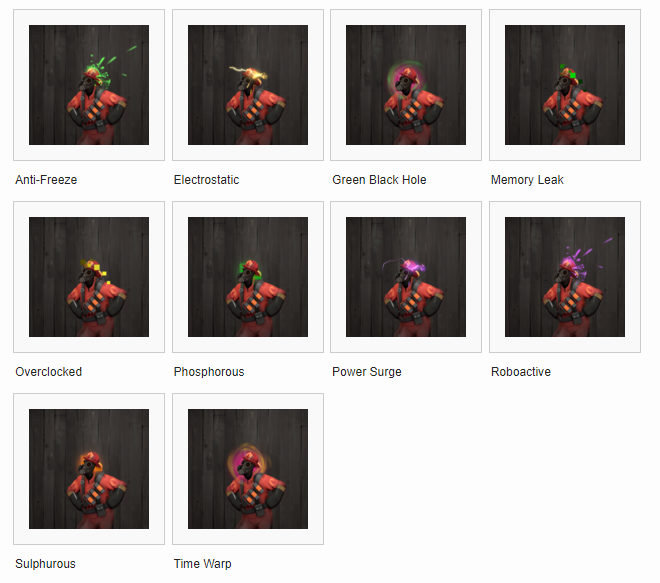 Anti-Freeze
Electrostatic
Green Black Hole
Memory Leak
Overclocked
Phosphorous
Power Surge
Roboactive
Sulphurous
Time Warp